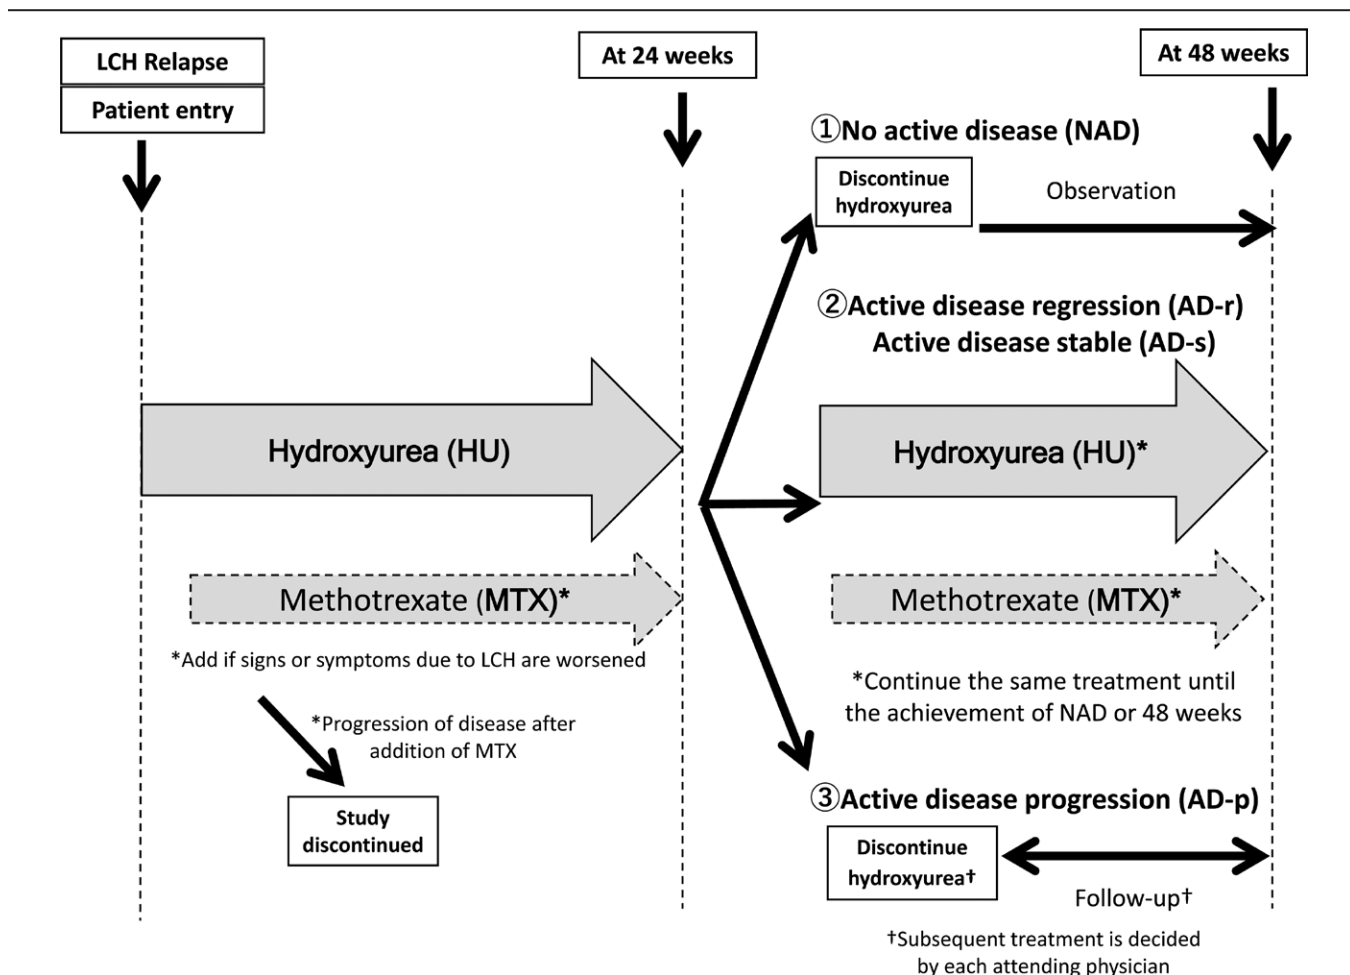 LCH Relapse
Patient entry
At 24 weeks
At 48 weeks
①No active disease (NAD)
Discontinue
hydroxyurea
Observation
②Active disease regression (AD-r)
Active disease stable (AD-s)
Hydroxyurea (HU)
Hydroxyurea (HU)*
Methotrexate (MTX)*
Methotrexate (MTX)*
*Add if signs or symptoms due to LCH are worsened
*Continue the same treatment until
the achievement of NAD or 48 weeks
*Progression of disease after
addition of MTX
Study
discontinued
③Active disease progression (AD-p)
Discontinue
hydroxyurea†
Follow-up†
†Subsequent treatment is decided
by each attending physician